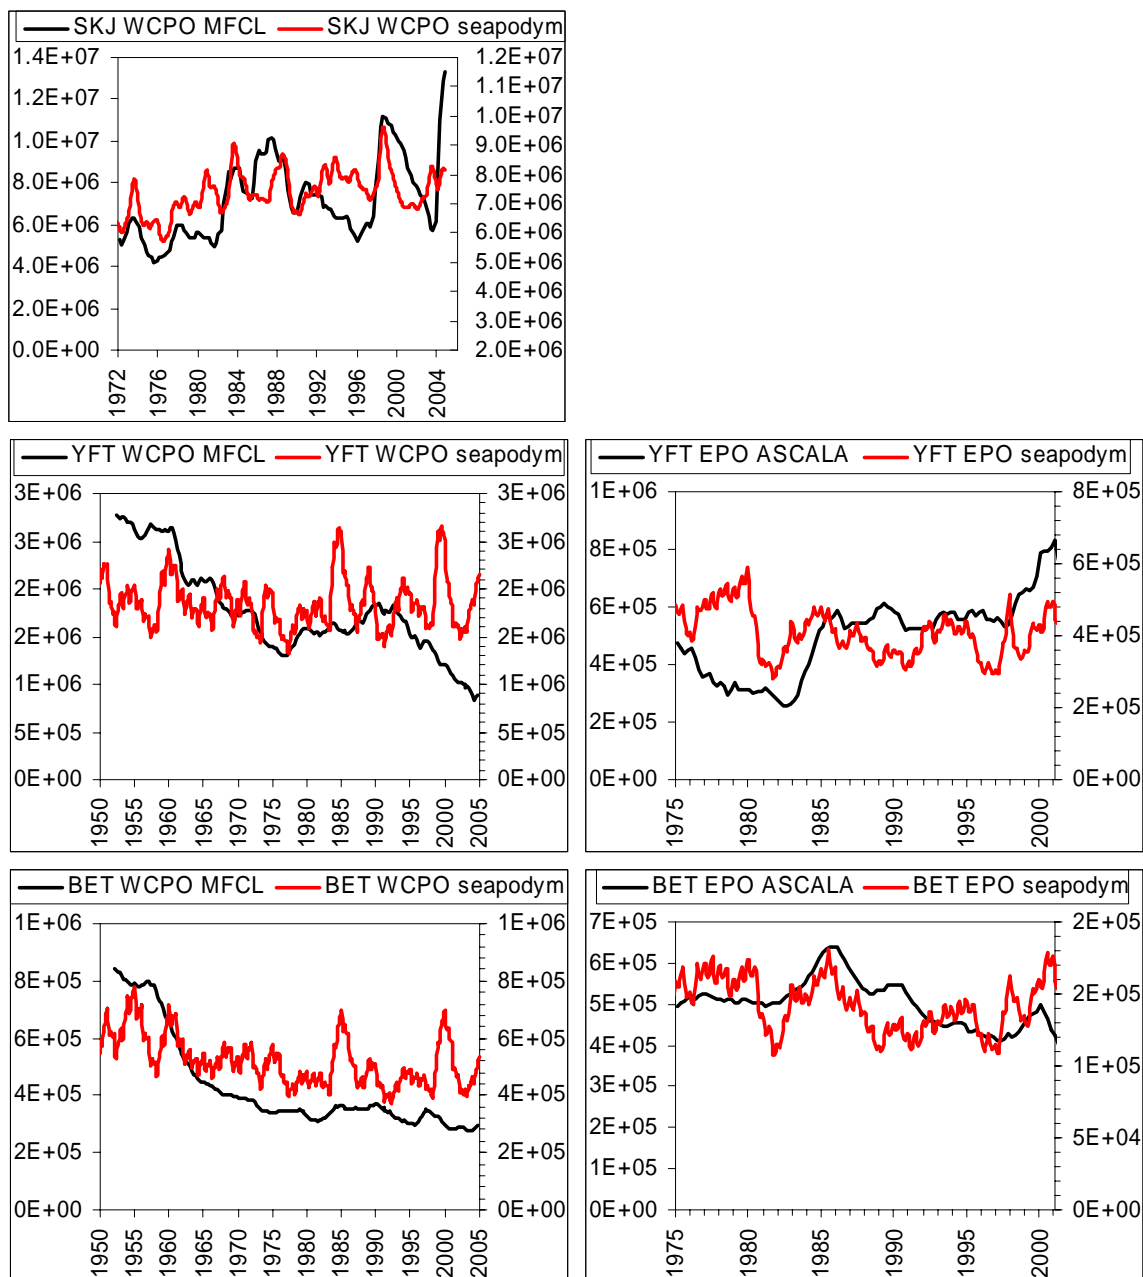 SKJ WCPO MFCL SKJ WCPO seapodym
1.4E+07 1.2E+07
1.2E+07 1.1E+07
1.0E+07 1.0E+07
8.0E+06 9.0E+06
6.0E+06 8.0E+06
4.0E+06 7.0E+06
2.0E+06 6.0E+06
0.0E+00 5.0E+06
4.0E+06
3.0E+06
2.0E+06
1972 1976 1980 1984 1988 1992 1996 2000 2004
YFT WCPO MFCL YFT WCPO seapodym
3E+06 3E+06
3E+06 3E+06
2E+06 2E+06
2E+06 2E+06
1E+06 1E+06
5E+05 5E+05
0E+00 0E+00
1950 1955 1960 1965 1970 1975 1980 1985 1990 1995 2000 2005
YFT EPO ASCALA YFT EPO seapodym
1E+06 8E+05
8E+05 6E+05
6E+05 4E+05
4E+05 2E+05
2E+05 0E+00
0E+00
1975 1980 1985 1990 1995 2000
BET WCPO MFCL BET WCPO seapodym
1E+06 1E+06
8E+05 8E+05
6E+05 6E+05
4E+05 4E+05
2E+05 2E+05
0E+00 0E+00
1950 1955 1960 1965 1970 1975 1980 1985 1990 1995 2000 2005
BET EPO ASCALA BET EPO seapodym
7E+05 2E+05
6E+05 2E+05
5E+05 1E+05
4E+05 5E+04
3E+05 0E+00
2E+05
1E+05
0E+00
1975 1980 1985 1990 1995 2000